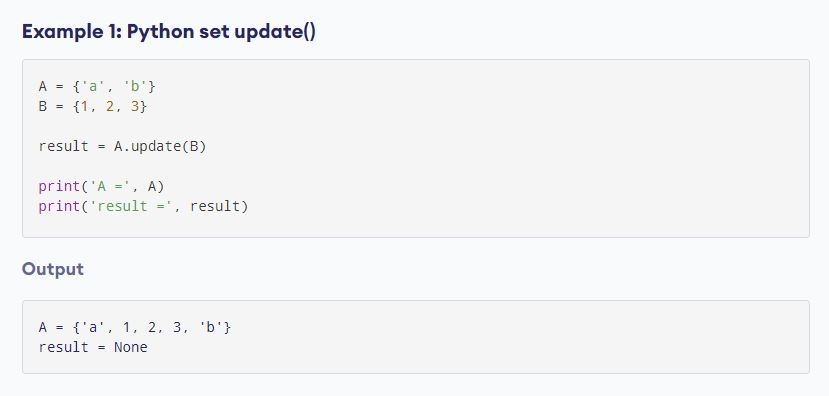 Example 1: Python set update()
A = {'a', 'b'}
B = {1, 2, 3}
result = A.update(B)
print('A =', A)
print('result =', result)
Output
A = {'a', 1, 2, 3, 'b'}
result = None